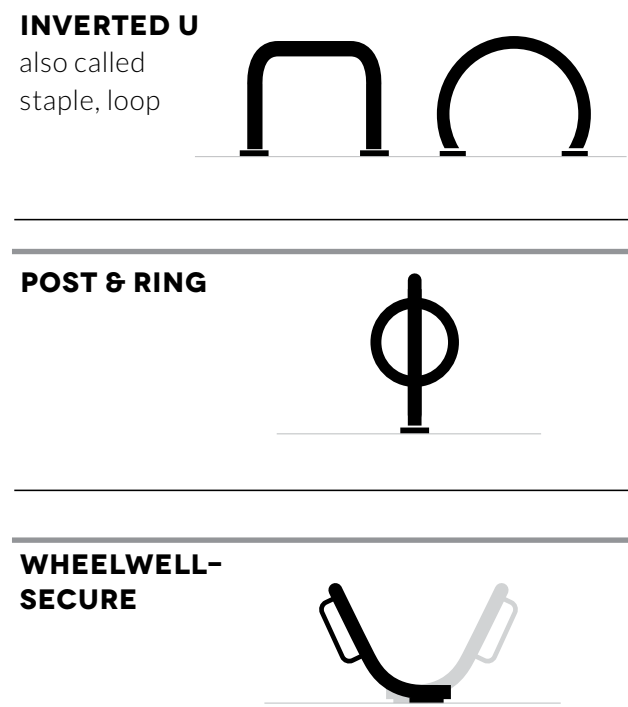 INVERTED U
also called
staple, loop
POST & RING
WHEELWELL-
SECURE